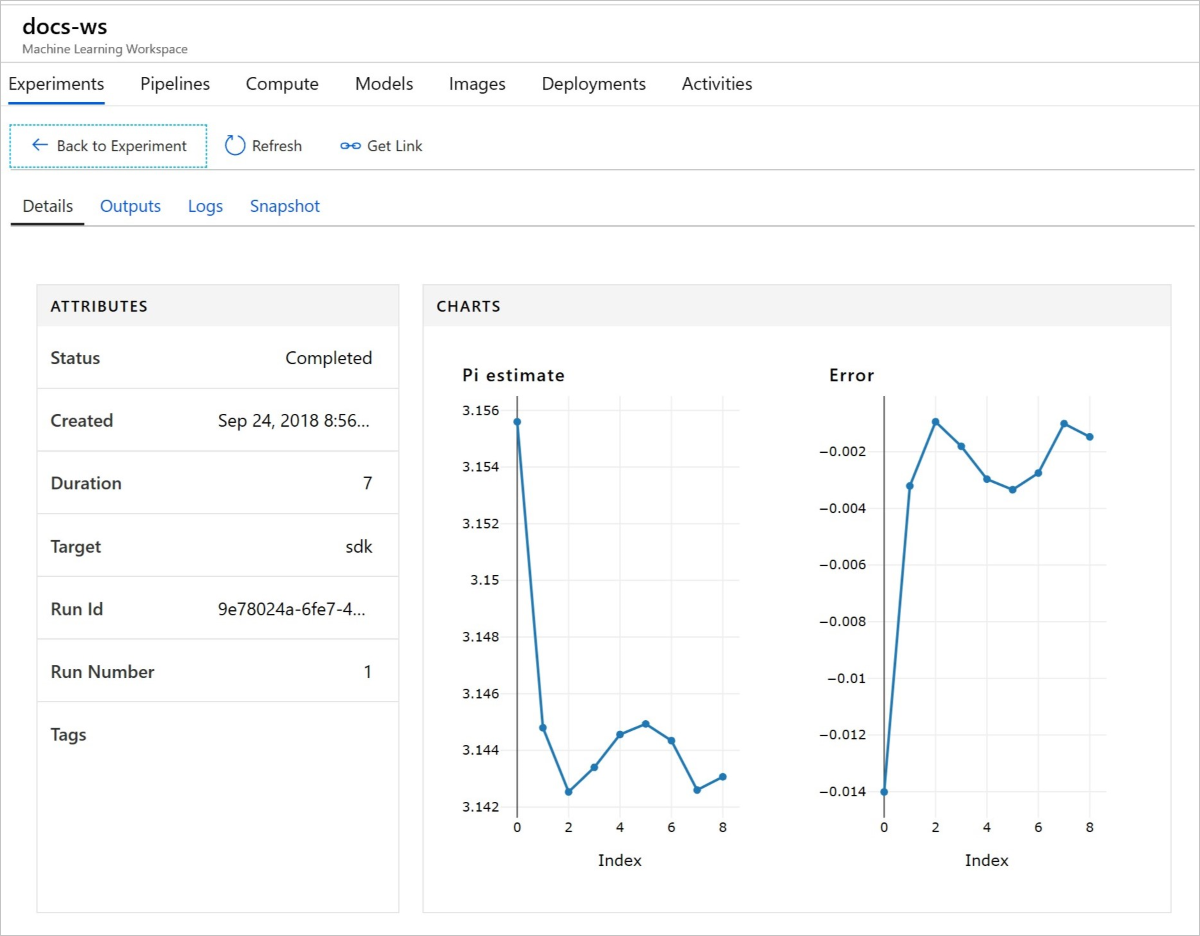 docs-ws
Machine Learning Workspace
Experiments Pipelines Compute Models Images Deployments Activities
Back to Experiment Refresh Get Link
Details Outputs Logs Snapshot
ATTRIBUTES
Status Completed
Created Sep 24, 2018 8:56...
Duration 7
Target sdk
Run Id 9e78024a-6fe7-4...
Run Number 1
Tags
CHARTS
Pi estimate
3.156
3.154
3.152
3.15
3.148
3.146
3.144
3.142
0 2 4 6 8
Index
Error
−0.002
−0.004
−0.006
−0.008
−0.01
−0.012
−0.014
0 2 4 6 8
Index